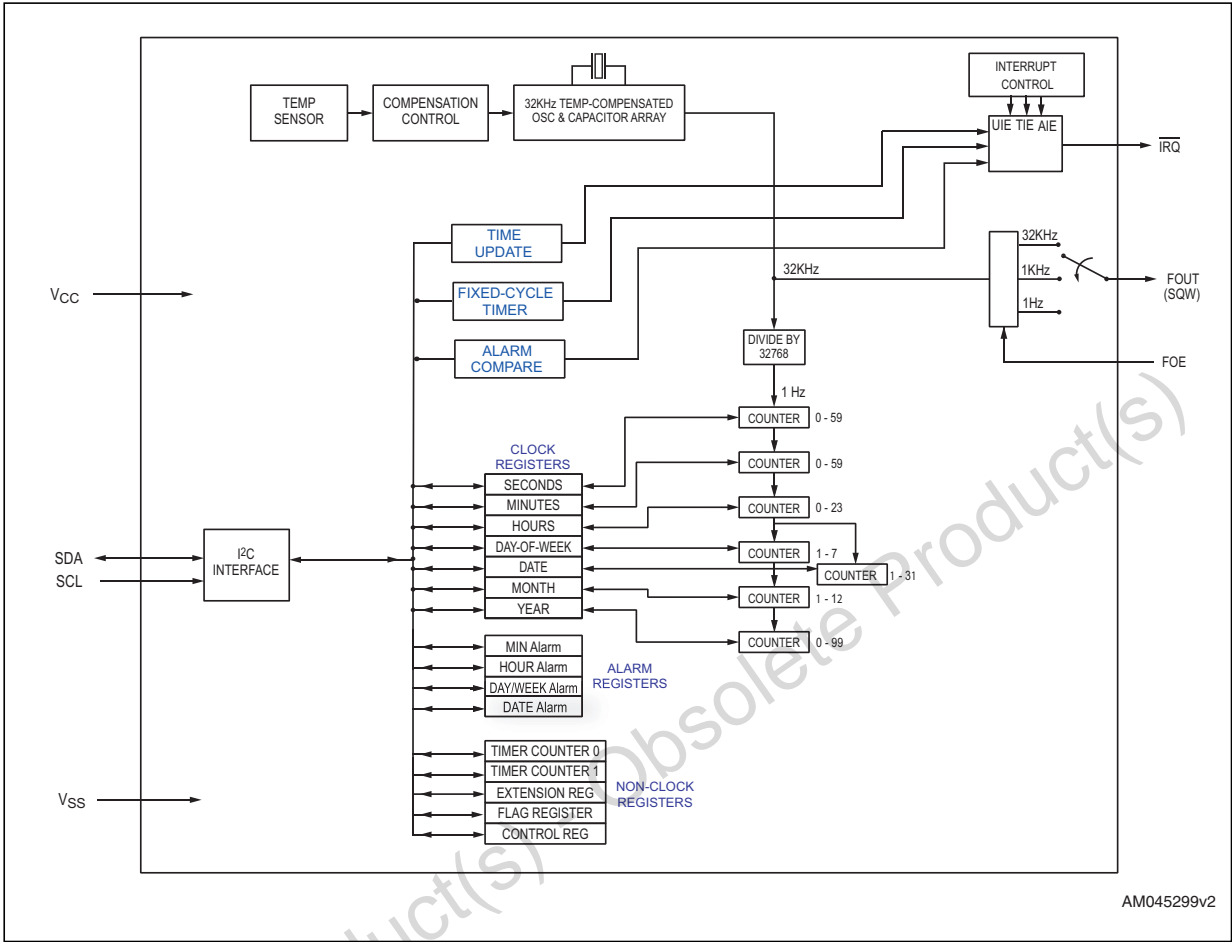 INTERRUPT
CONTROL
TEMP
SENSOR
COMPENSATION
CONTROL
32KHz TEMP-COMPENSATED
OSC & CAPACITOR ARRAY
UIE TIE AIE
IRQ
TIME
UPDATE
32KHz
32KHz
1KHz
1Hz
FOUT
(SQW)
VCC
FIXED-CYCLE
TIMER
ALARM
COMPARE
DIVIDE BY
32768
FOE
1 Hz
COUNTER 0 - 59
CLOCK
REGISTERS
COUNTER 0 - 59
SECONDS
MINUTES
COUNTER 0 - 23
HOURS
DAY-OF-WEEK
COUNTER 1 - 7
DATE
COUNTER 1 - 31
MONTH
COUNTER 1 - 12
YEAR
COUNTER 0 - 99
SDA
SCL
I2C
INTERFACE
MIN Alarm
HOUR Alarm
DAY/WEEK Alarm
DATE Alarm
ALARM
REGISTERS
TIMER COUNTER 0
TIMER COUNTER 1
EXTENSION REG
FLAG REGISTER
CONTROL REG
NON-CLOCK
REGISTERS
VSS
AM045299v2
uct(s) - Obsolete Product(s)